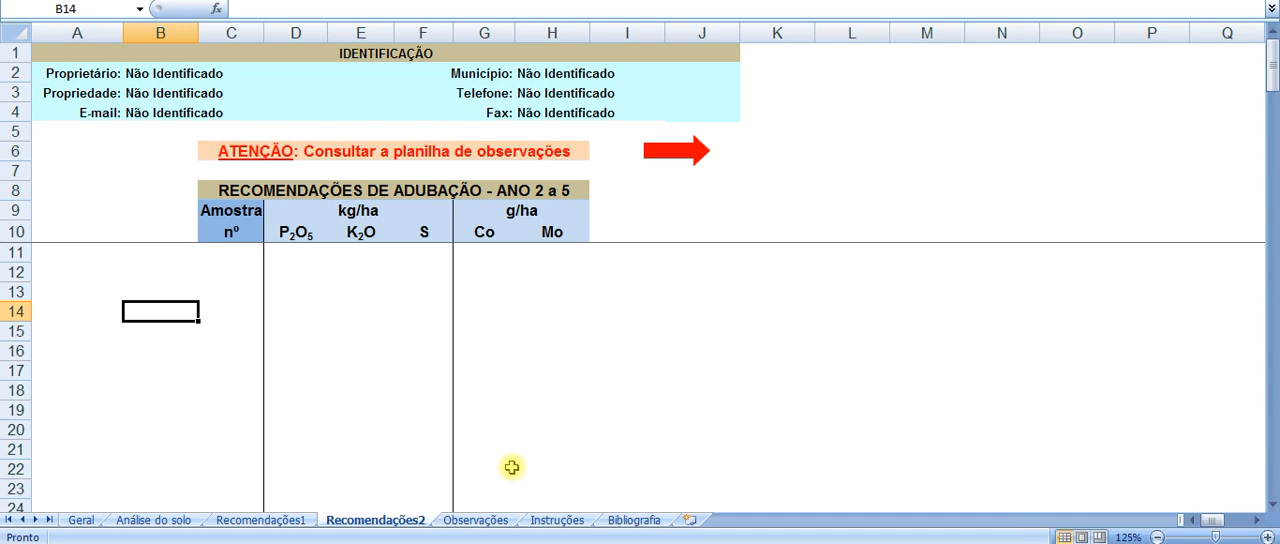 B14
A B C D E F G H I J K L M N O P Q
1 IDENTIFICAÇÃO
2 Proprietário: Não Identificado Município: Não Identificado
3 Propriedade: Não Identificado Telefone: Não Identificado
4 E-mail: Não Identificado Fax: Não Identificado
5
6 ATENÇÃO: Consultar a planilha de observações
7
8 RECOMENDAÇÕES DE ADUBAÇÃO - ANO 2 a 5
9 Amostra kg/ha g/ha
10 nº P₂O₅ K₂O S Co Mo
11
12
13
14
15
16
17
18
19
20
21
22
23
24
Geral Análise do solo Recomendações1 Recomendações2 Observações Instruções Bibliografia
Pronto 125%